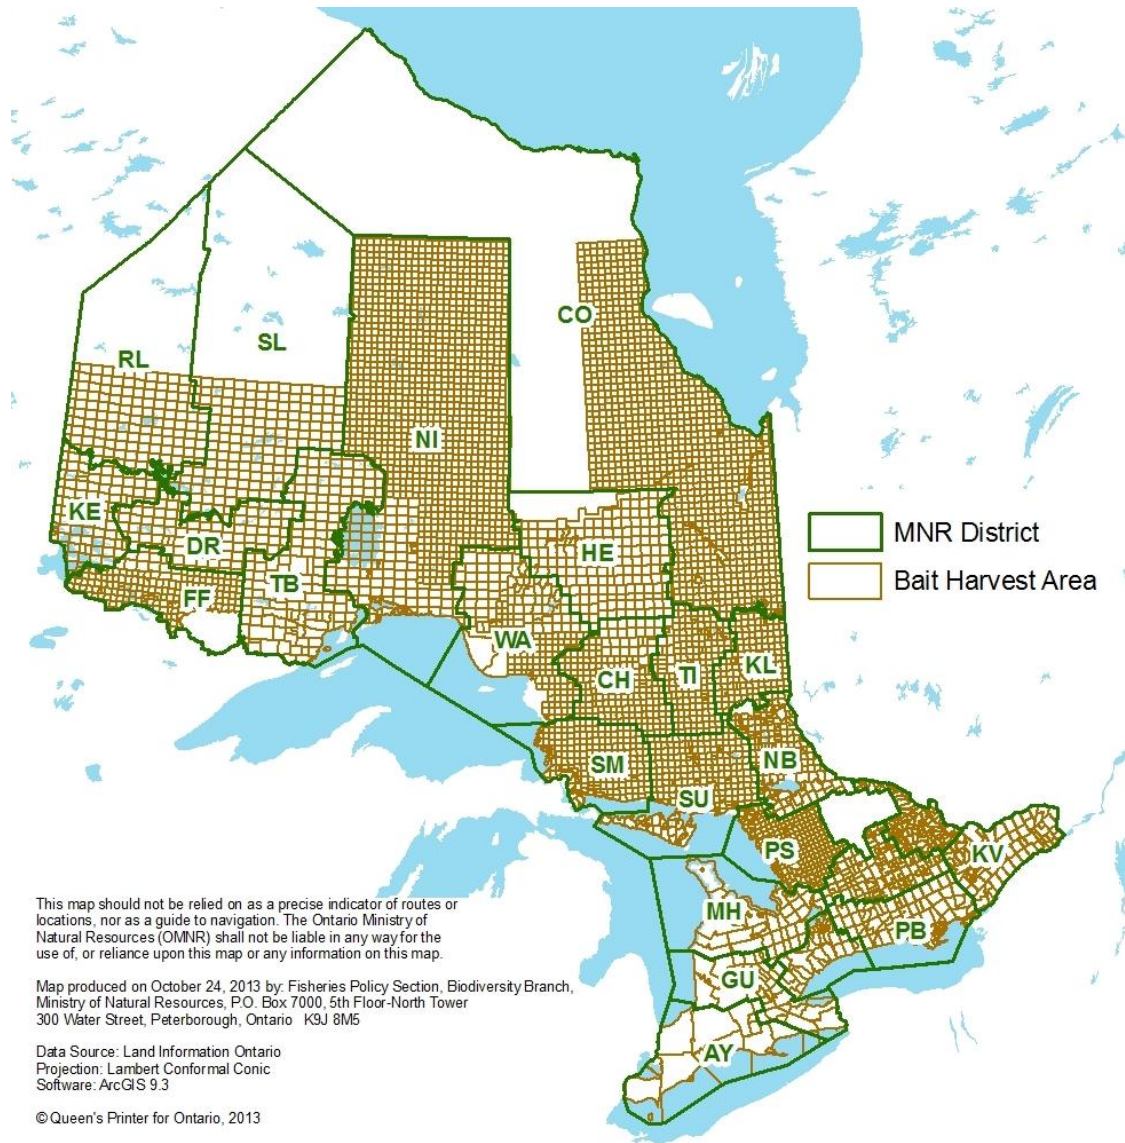 CO
SL
RL
NI
MNR District
KE
HE
DR
Bait Harvest Area
TB
FF
WA
CH
TI
KL
NB
SM
SU
PS
KV
MH
PB
GU
AY
This map should not be relied on as a precise indicator of routes or
locations, nor as a guide to navigation. The Ontario Ministry of
Natural Resources (OMNR) shall not be liable in any way for the
use of, or reliance upon this map or any information on this map.
Map produced on October 24, 2013 by: Fisheries Policy Section, Biodiversity Branch,
Ministry of Natural Resources, P.O. Box 7000, 5th Floor-North Tower
300 Water Street, Peterborough, Ontario K9J 8M5
Data Source: Land Information Ontario
Projection: Lambert Conformal Conic
Software: ArcGIS 9.3
© Queen's Printer for Ontario, 2013